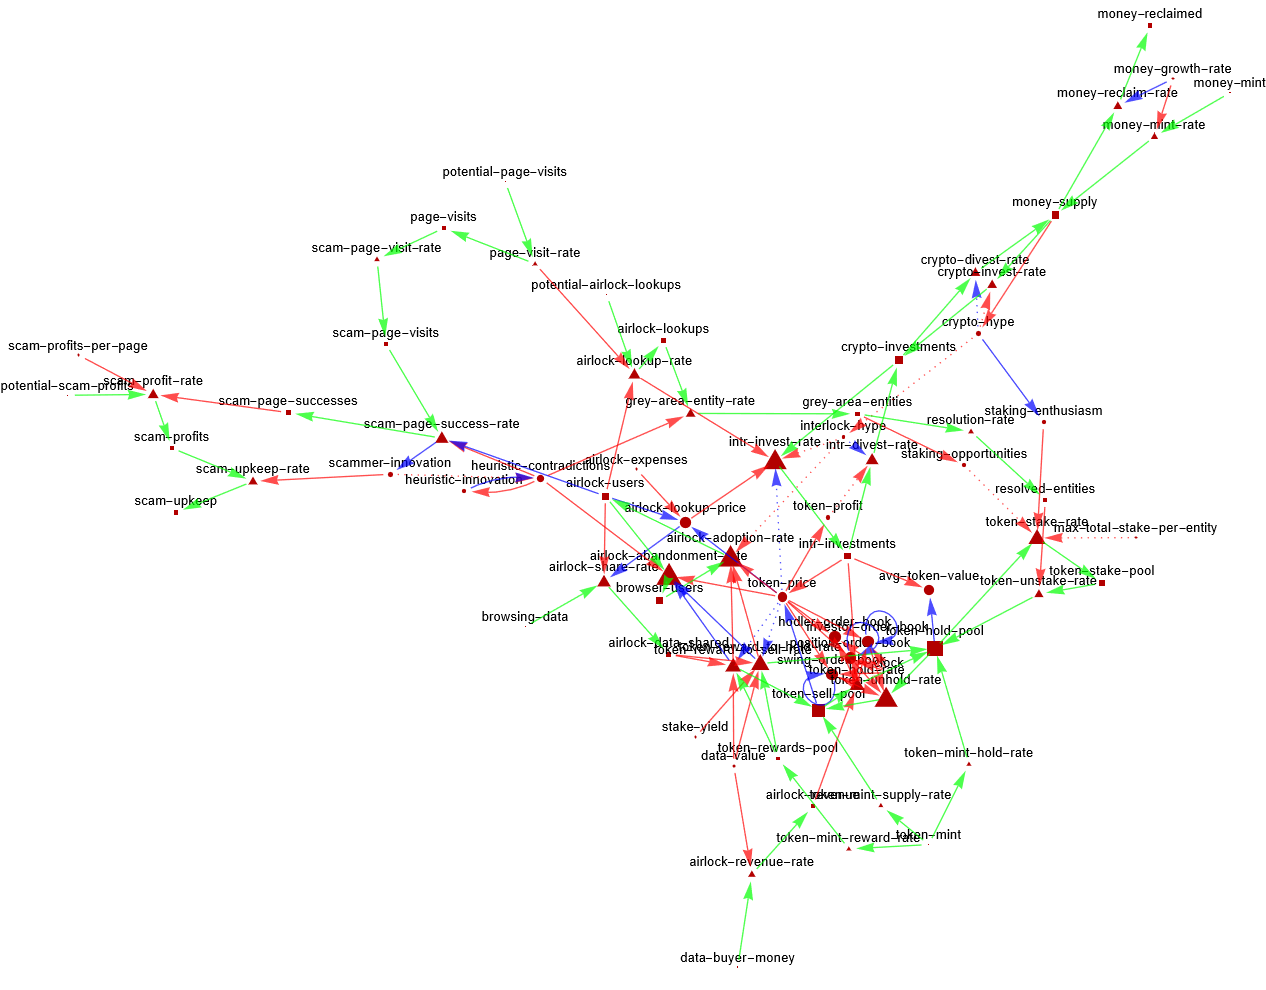 money-reclaimed
money-growth-rate
money-mint
money-reclaim-rate
money-mint-rate
potential-page-visits
money-supply
page-visits
scam-page-visit-rate
page-visit-rate
crypto-divest-rate
crypto-invest-rate
potential-airlock-lookups
crypto-hype
airlock-lookups
scam-page-visits
scam-profits-per-page
crypto-investments
airlock-lookup-rate
scam-profit-rate
potential-scam-profits
scam-page-successes
grey-area-entity-rate
grey-area-entities
staking-enthusiasm
resolution-rate
scam-page-success-rate
interlock-hype
scam-profits
intr-invest-rate
intr-divest-rate
staking-opportunities
scam-upkeep-rate
scammer-innovation
heuristic-contradictions
airlock-expenses
heuristic-innovation
airlock-users
resolved-entities
scam-upkeep
airlock-lookup-price
token-profit
token-stake-rate
max-total-stake-per-entity
airlock-adoption-rate
intr-investments
airlock-abandonment-rate
airlock-share-rate
token-stake-pool
avg-token-value
token-unstake-rate
browser-users
token-price
browsing-data
hodler-order-book
investor-order-book
token-hold-pool
airlock-data-shared
position-order-book
token-reward-to-sell-rate
swing-order-book
token-hold-rate
token-unhold-rate
token-sell-pool
stake-yield
token-rewards-pool
data-value
token-mint-hold-rate
airlock-revenue
token-mint-supply-rate
token-mint-reward-rate
token-mint
airlock-revenue-rate
data-buyer-money